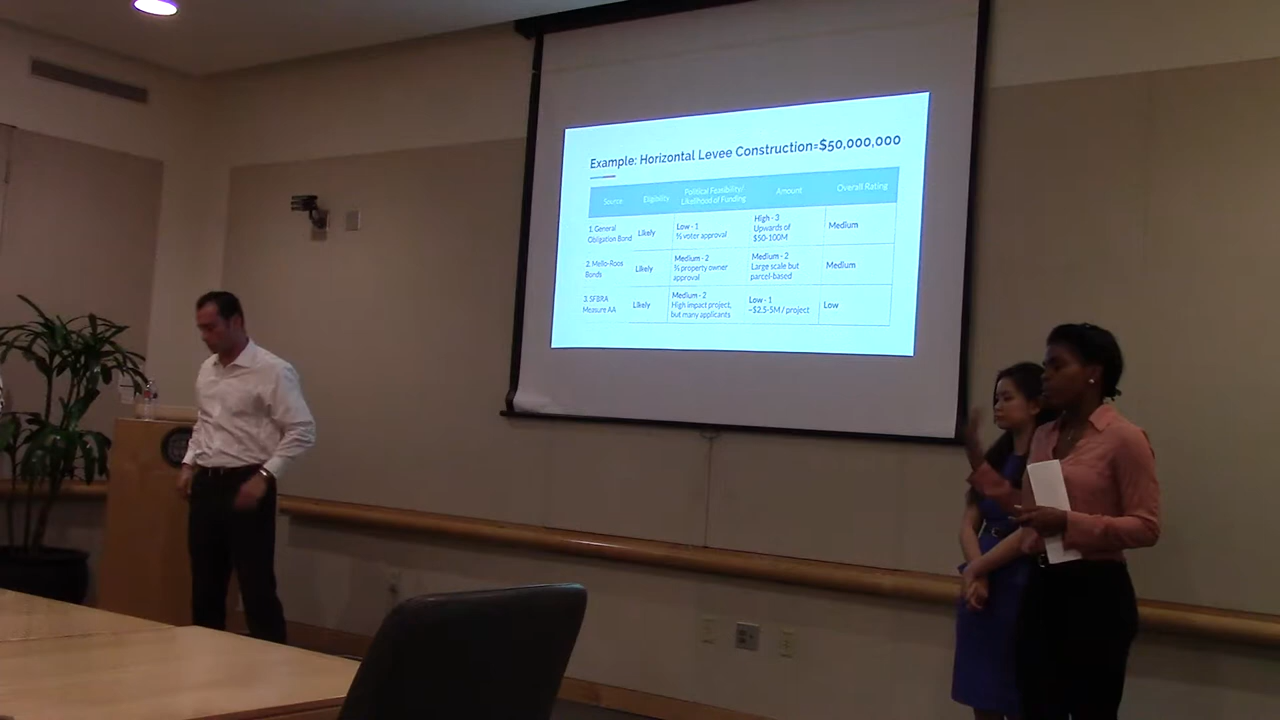 Example: Horizontal Levee Construction=$50,000,000
Source Eligibility Political Feasibility/ Likelihood of Funding Amount Overall Rating
1. General Obligation Bond Likely Low - 1 ⅔ voter approval High - 3 Upwards of $50-100M Medium
2. Mello-Roos Bonds Likely Medium - 2 ⅔ property owner approval Medium - 2 Large scale but parcel-based Medium
3. SFBRA Measure AA Likely Medium - 2 High impact project, but many applicants Low - 1 ~$2.5-5M / project Low